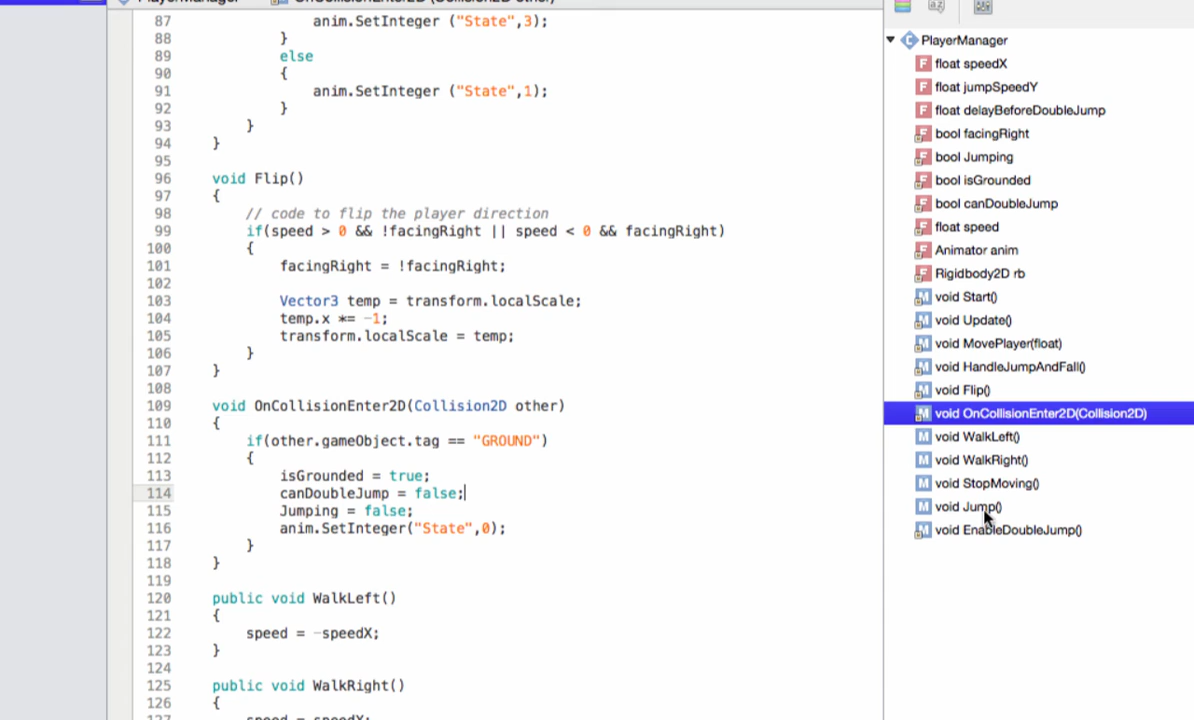 87 anim.SetInteger ("State",3);
88 }
89 else
90 {
91 anim.SetInteger ("State",1);
92 }
93 }
94 }
95
96 void Flip()
97 {
98 // code to flip the player direction
99 if(speed > 0 && !facingRight || speed < 0 && facingRight)
100 {
101 facingRight = !facingRight;
102
103 Vector3 temp = transform.localScale;
104 temp.x *= -1;
105 transform.localScale = temp;
106 }
107 }
108
109 void OnCollisionEnter2D(Collision2D other)
110 {
111 if(other.gameObject.tag == "GROUND")
112 {
113 isGrounded = true;
114 canDoubleJump = false;
115 Jumping = false;
116 anim.SetInteger("State",0);
117 }
118 }
119
120 public void WalkLeft()
121 {
122 speed = -speedX;
123 }
124
125 public void WalkRight()
126 {
PlayerManager
float speedX
float jumpSpeedY
float delayBeforeDoubleJump
bool facingRight
bool Jumping
bool isGrounded
bool canDoubleJump
float speed
Animator anim
Rigidbody2D rb
void Start()
void Update()
void MovePlayer(float)
void HandleJumpAndFall()
void Flip()
void OnCollisionEnter2D(Collision2D)
void WalkLeft()
void WalkRight()
void StopMoving()
void Jump()
void EnableDoubleJump()